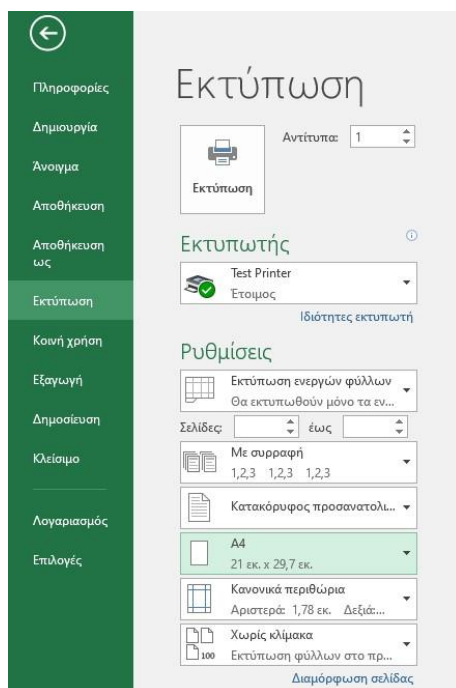 Πληροφορίες
Δημιουργία
Άνοιγμα
Αποθήκευση
Αποθήκευση
ως
Εκτύπωση
Κοινή χρήση
Εξαγωγή
Δημοσίευση
Κλείσιμο
Λογαριασμός
Επιλογές
Εκτύπωση
Εκτύπωση
Αντίτυπα: 1
Εκτυπωτής
Test Printer
Έτοιμος
Ιδιότητες εκτυπωτή
Ρυθμίσεις
Εκτύπωση ενεργών φύλλων
Θα εκτυπωθούν μόνο τα εν...
Σελίδες: έως
Με συρραφή
1,2,3 1,2,3 1,2,3
Κατακόρυφος προσανατολι...
A4
21 εκ. x 29,7 εκ.
Κανονικά περιθώρια
Αριστερά: 1,78 εκ. Δεξιά:...
Χωρίς κλίμακα
100 Εκτύπωση φύλλων στο πρ...
Διαμόρφωση σελίδας